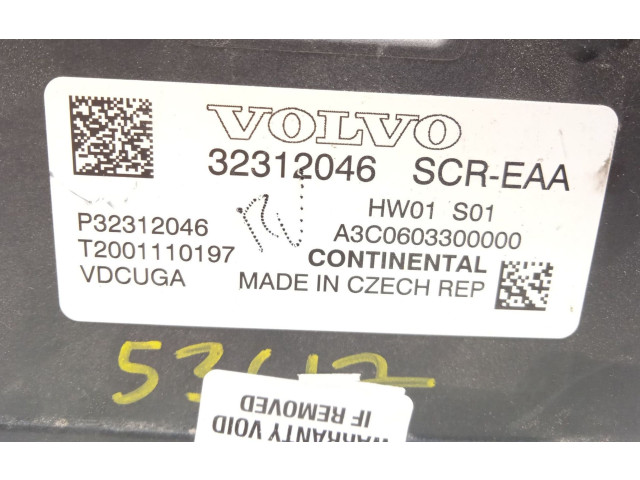 VOLVO
32312046 SCR-EAA
HW01 S01
P32312046 A3C0603300000
T2001110197 CONTINENTAL
VDCUGA MADE IN CZECH REP
WARRANTY VOID
IF REMOVED